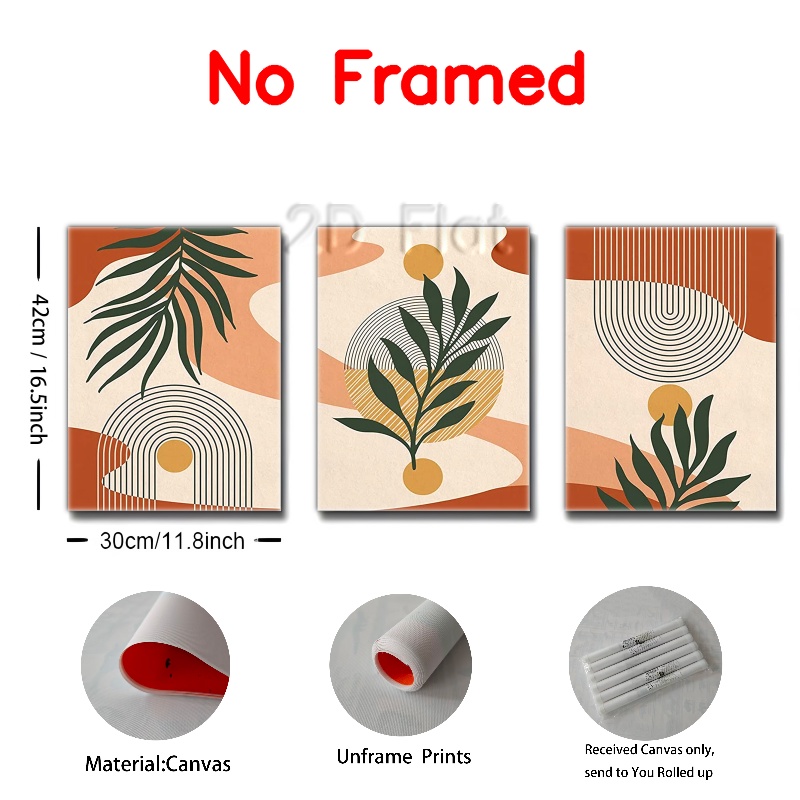 No Framed
2D Flat
42cm / 16.5inch
30cm/11.8inch
Material:Canvas
Unframe Prints
Received Canvas only,
send to You Rolled up